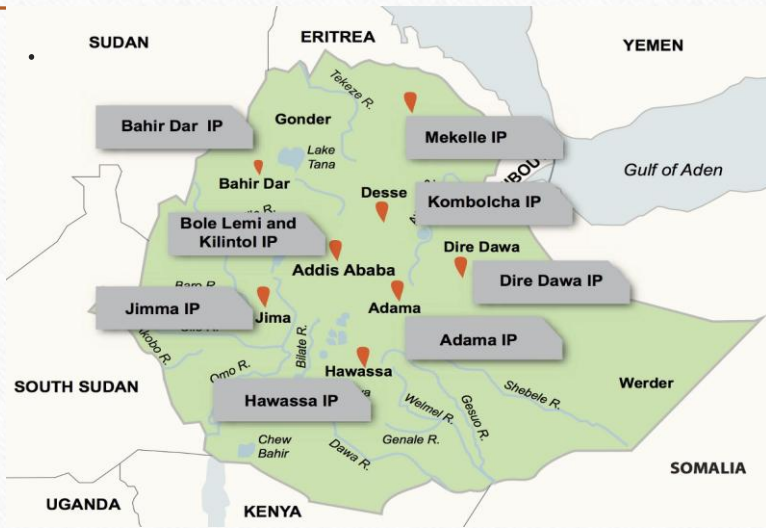 SUDAN
ERITREA
YEMEN
Tekeze R.
Gonder
Bahir Dar IP
Mekelle IP
Lake
Tana
Gulf of Aden
Bahir Dar
Desse
Kombolcha IP
Bole Lemi and
Kilintol IP
Dire Dawa
Addis Ababa
Dire Dawa IP
Jimma IP
Adama
Jima
Adama IP
Bilate R.
Omo R.
Hawassa
SOUTH SUDAN
Werder
Shebele R.
Hawassa IP
Welmel R.
Gesuo R.
Chew
Bahir
Genale R.
Dawa R.
SOMALIA
UGANDA
KENYA